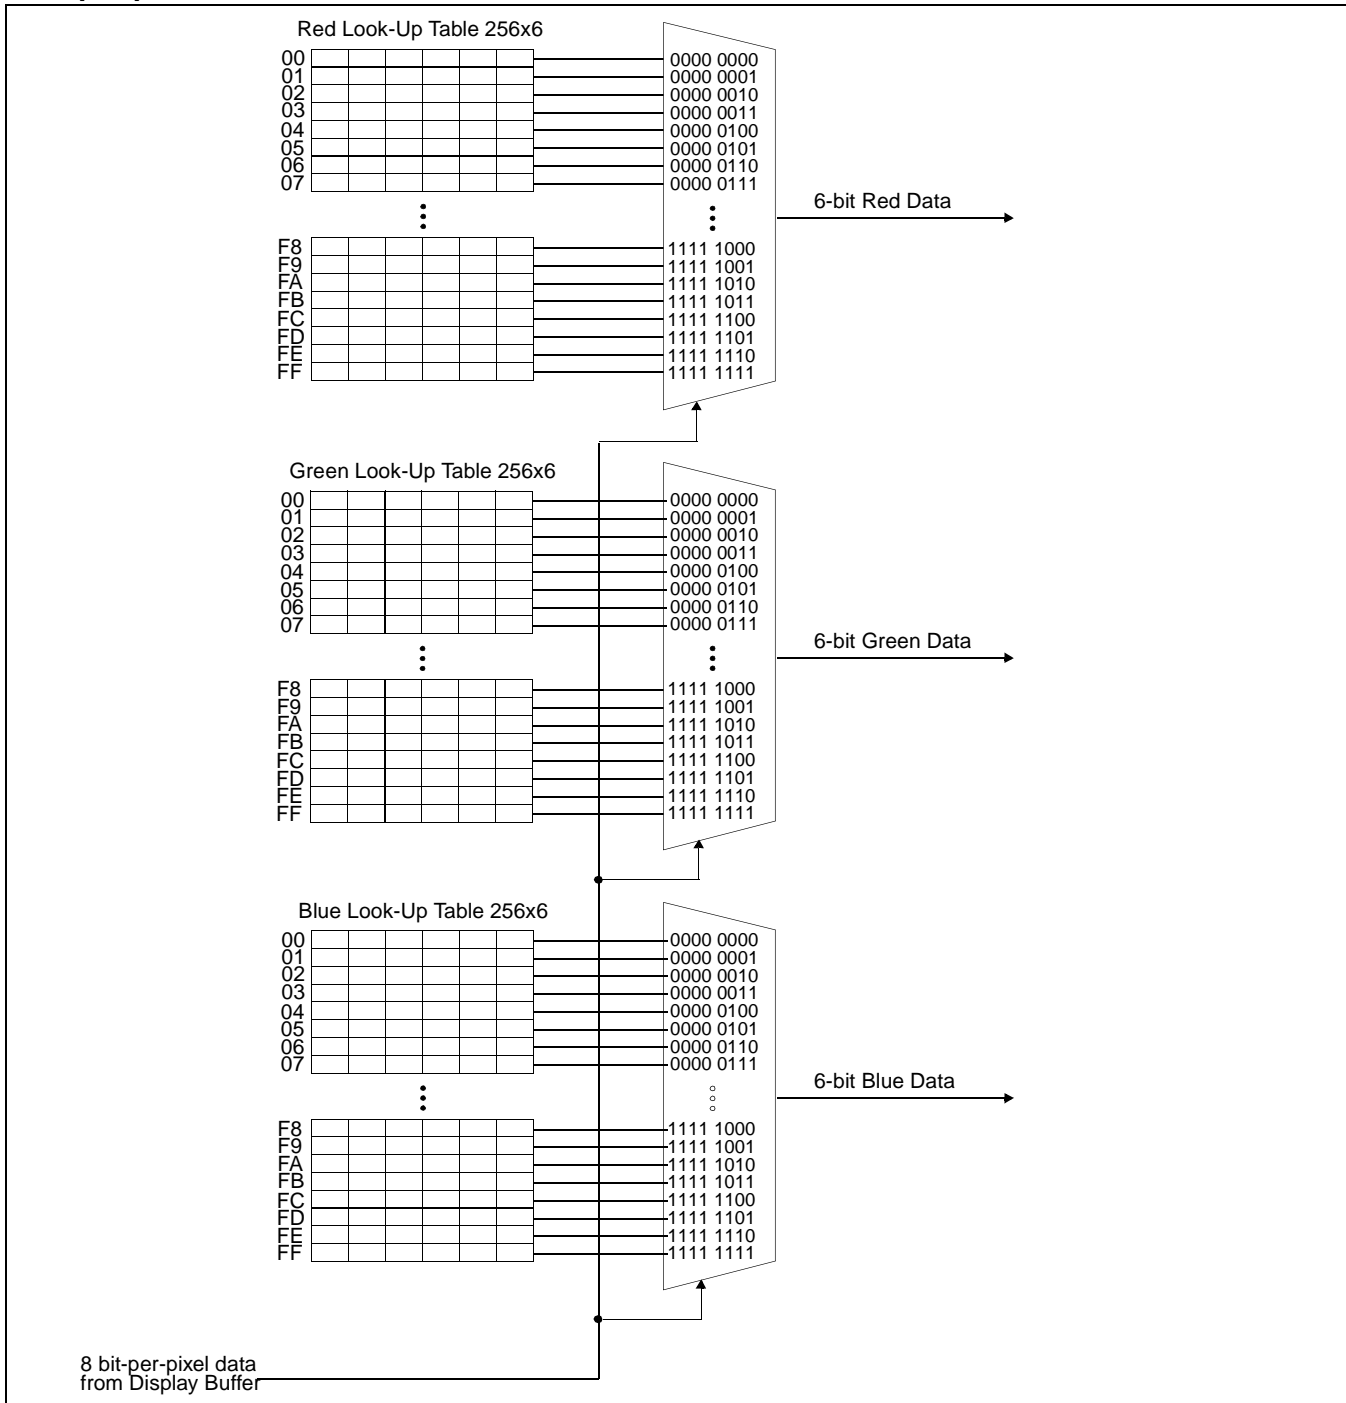 Red Look-Up Table 256x6
00 0000 0000
01 0000 0001
02 0000 0010
03 0000 0011
04 0000 0100
05 0000 0101
06 0000 0110
07 0000 0111
6-bit Red Data
F8 1111 1000
F9 1111 1001
FA 1111 1010
FB 1111 1011
FC 1111 1100
FD 1111 1101
FE 1111 1110
FF 1111 1111
Green Look-Up Table 256x6
00 0000 0000
01 0000 0001
02 0000 0010
03 0000 0011
04 0000 0100
05 0000 0101
06 0000 0110
07 0000 0111
6-bit Green Data
F8 1111 1000
F9 1111 1001
FA 1111 1010
FB 1111 1011
FC 1111 1100
FD 1111 1101
FE 1111 1110
FF 1111 1111
Blue Look-Up Table 256x6
00 0000 0000
01 0000 0001
02 0000 0010
03 0000 0011
04 0000 0100
05 0000 0101
06 0000 0110
07 0000 0111
6-bit Blue Data
F8 1111 1000
F9 1111 1001
FA 1111 1010
FB 1111 1011
FC 1111 1100
FD 1111 1101
FE 1111 1110
FF 1111 1111
8 bit-per-pixel data
from Display Buffer